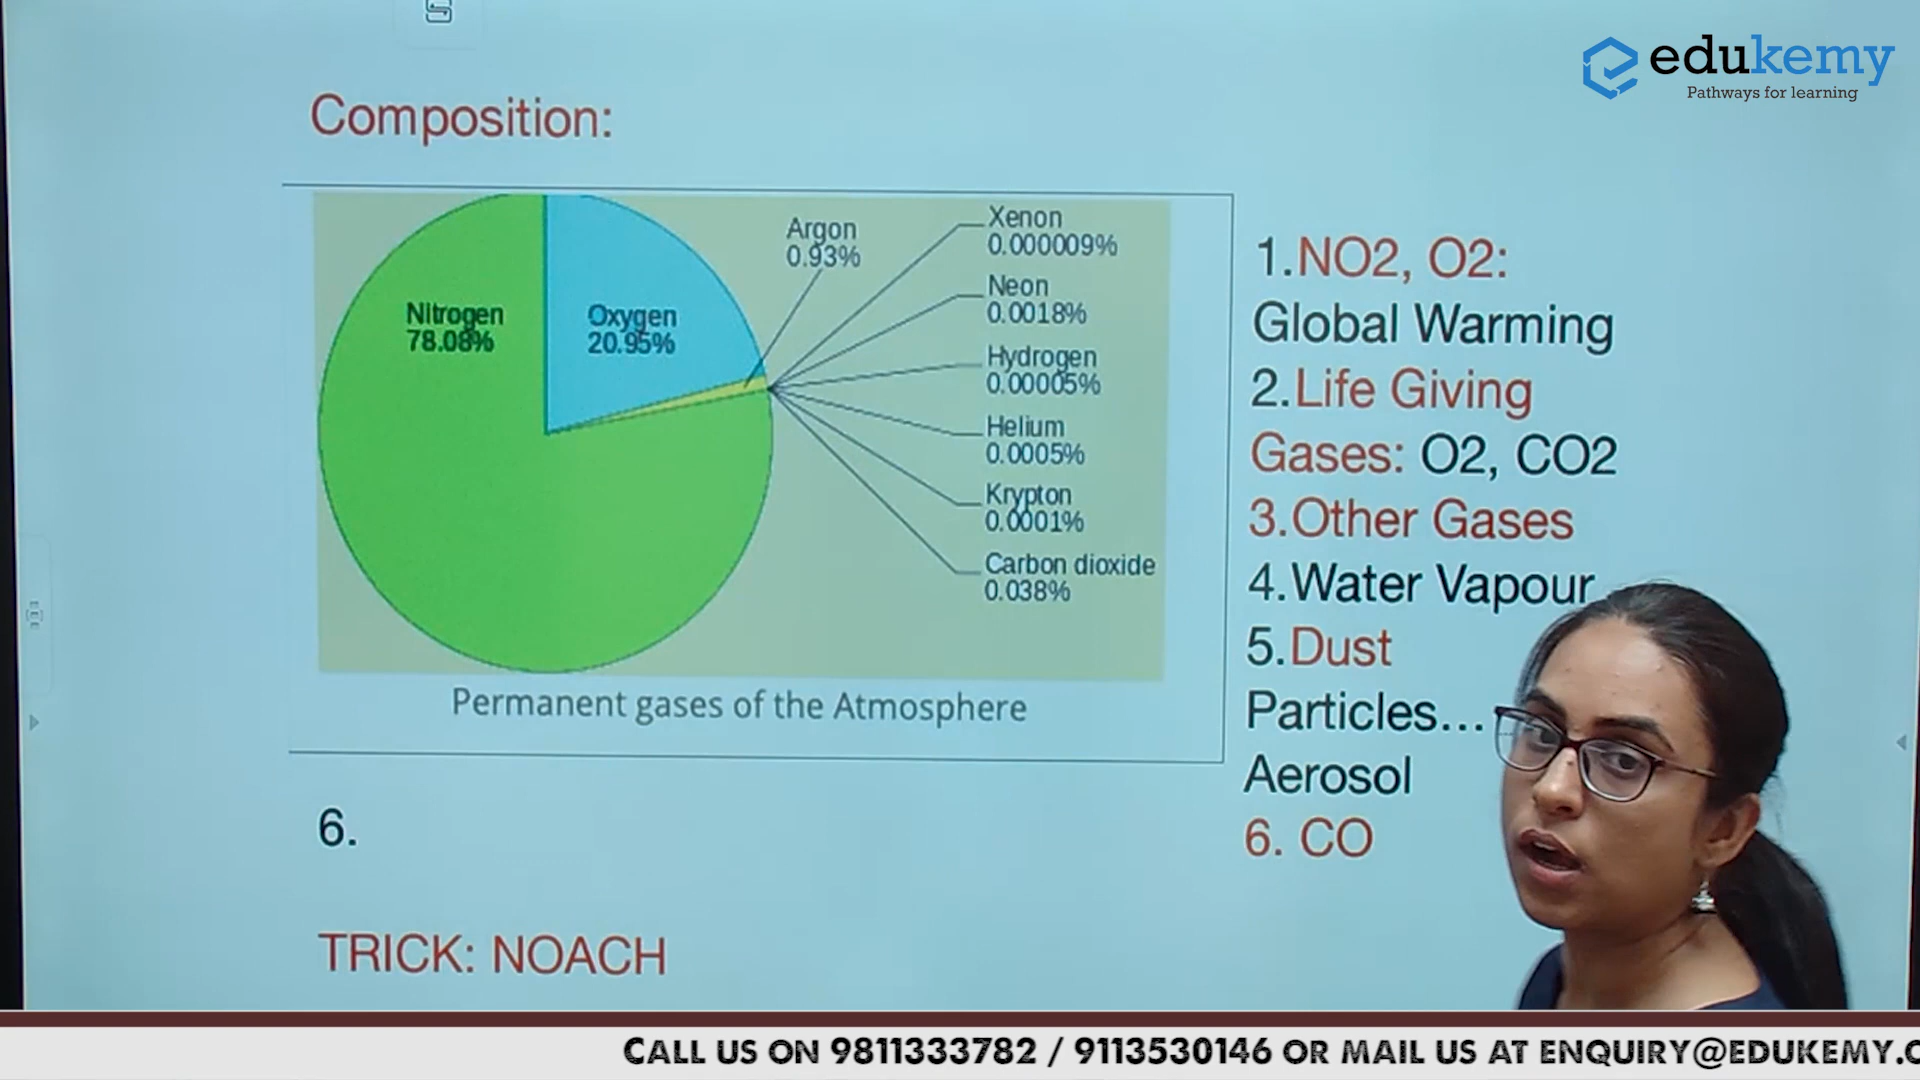 edukemy
Pathways for learning
Composition:
Argon
0.93%
Xenon
0.000009%
Neon
0.0018%
Nitrogen
78.08%
Oxygen
20.95%
Hydrogen
0.00005%
Helium
0.0005%
Krypton
0.0001%
Carbon dioxide
0.038%
Permanent gases of the Atmosphere
1.NO2, O2:
Global Warming
2.Life Giving
Gases: O2, CO2
3.Other Gases
4.Water Vapour
5.Dust
Particles...
Aerosol
6. CO
6.
TRICK: NOACH
CALL US ON 9811333782 / 9113530146 OR MAIL US AT ENQUIRY@EDUKEMY.C